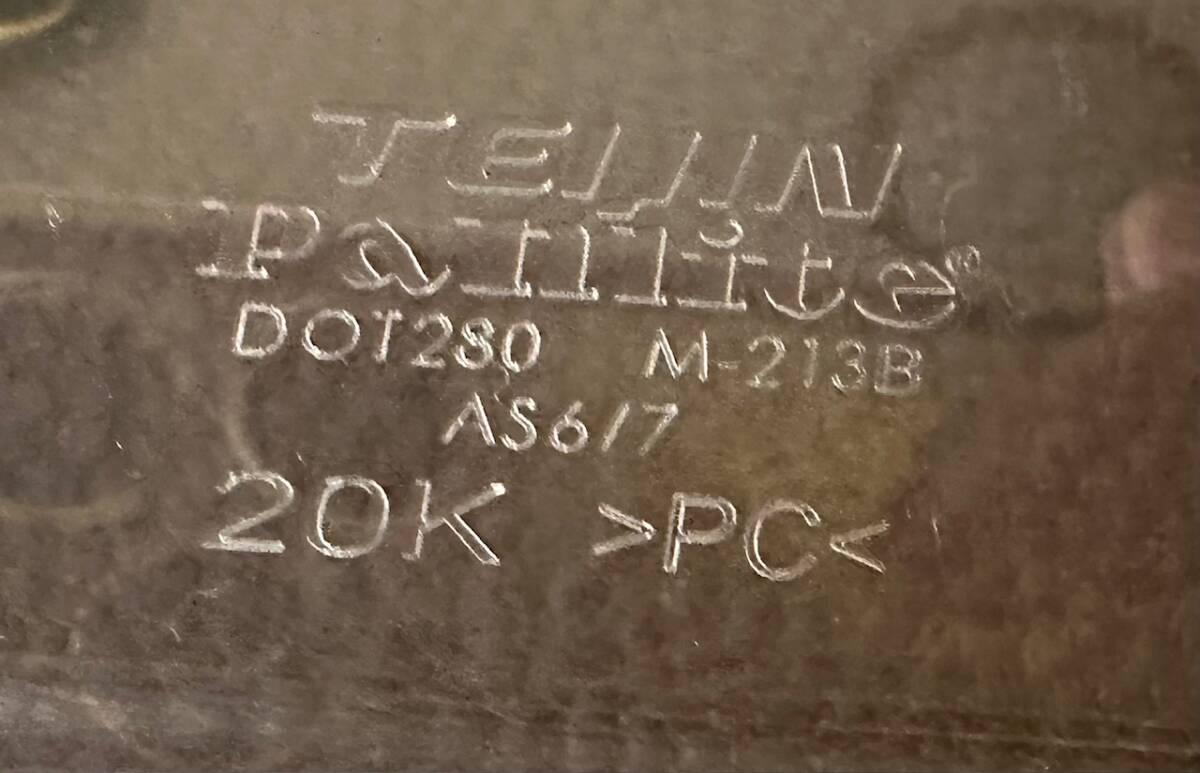 TEIJIN
Panlite®
DOT280 M-213B
AS6/7
20K >PC<